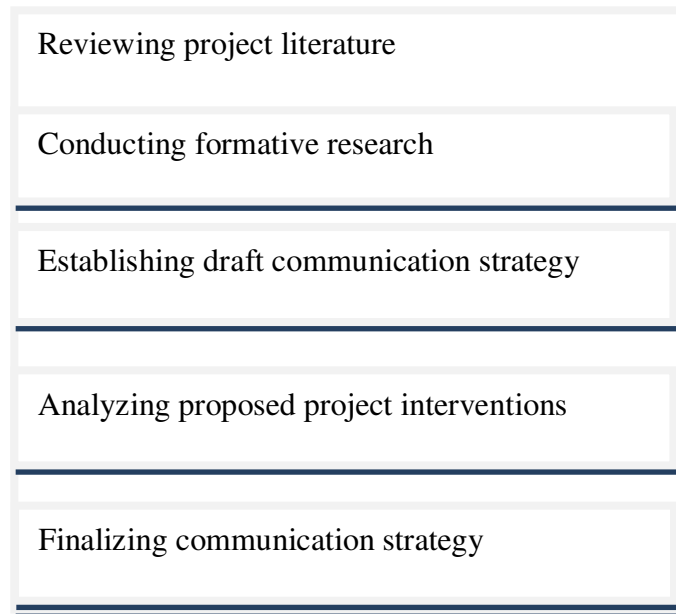 Reviewing project literature
Conducting formative research
Establishing draft communication strategy
Analyzing proposed project interventions
Finalizing communication strategy